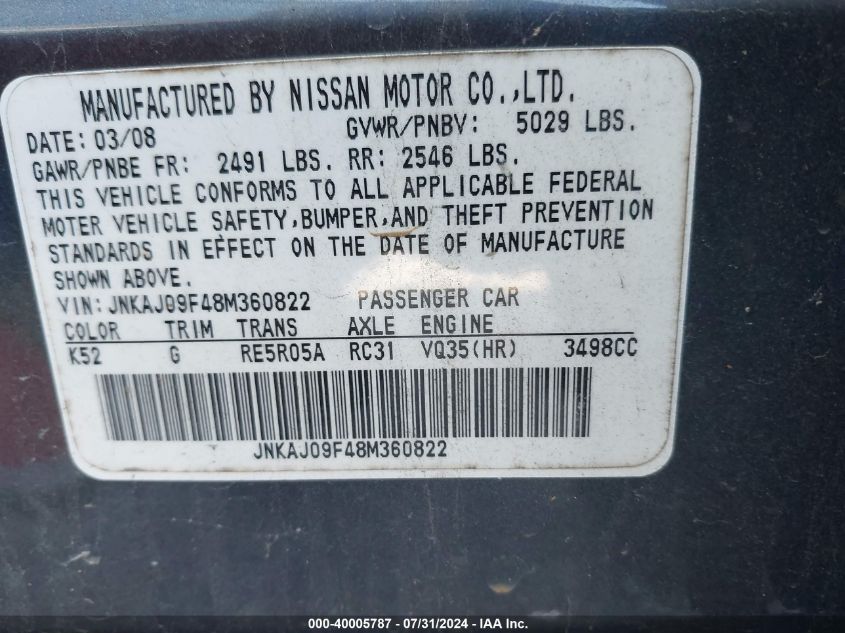 MANUFACTURED BY NISSAN MOTOR CO.,LTD.
DATE: 03/08 GVWR/PNBV: 5029 LBS.
GAWR/PNBE FR: 2491 LBS. RR: 2546 LBS.
THIS VEHICLE CONFORMS TO ALL APPLICABLE FEDERAL
MOTER VEHICLE SAFETY,BUMPER,AND THEFT PREVENTION
STANDARDS IN EFFECT ON THE DATE OF MANUFACTURE
SHOWN ABOVE.
VIN: JNKAJ09F48M360822 PASSENGER CAR
COLOR TRIM TRANS AXLE ENGINE
K52 G RE5R05A RC31 VQ35(HR) 3498CC
JNKAJ09F48M360822
000-40005787 - 07/31/2024 - IAA Inc.